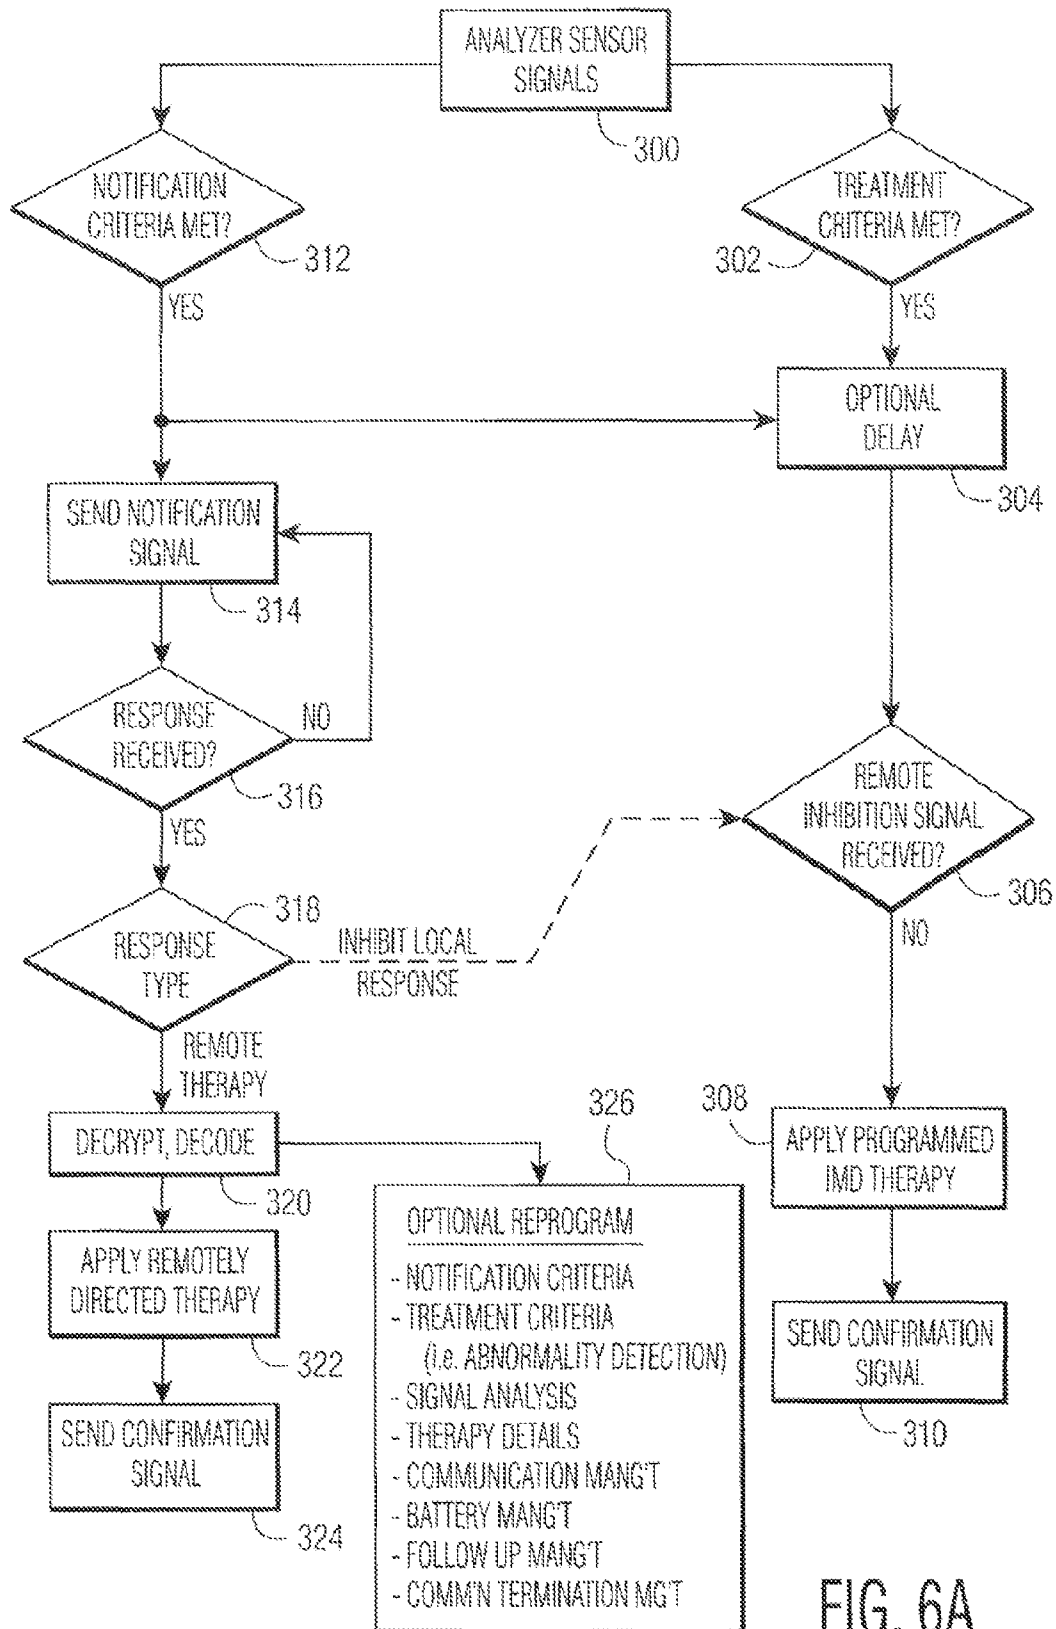 ANALYZER SENSOR
SIGNALS
300
NOTIFICATION
CRITERIA MET?
312
YES
TREATMENT
CRITERIA MET?
302
YES
OPTIONAL
DELAY
304
SEND NOTIFICATION
SIGNAL
314
RESPONSE
RECEIVED?
NO
316
YES
REMOTE
INHIBITION SIGNAL
RECEIVED?
306
NO
318
RESPONSE
TYPE
INHIBIT LOCAL
RESPONSE
REMOTE
THERAPY
DECRYPT, DECODE
320
326
308
APPLY PROGRAMMED
IMD THERAPY
APPLY REMOTELY
DIRECTED THERAPY
322
OPTIONAL REPROGRAM
- NOTIFICATION CRITERIA
- TREATMENT CRITERIA
(i.e. ABNORMALITY DETECTION)
- SIGNAL ANALYSIS
- THERAPY DETAILS
- COMMUNICATION MANG'T
- BATTERY MANG'T
- FOLLOW UP MANG'T
- COMM'N TERMINATION MG'T
SEND CONFIRMATION
SIGNAL
310
SEND CONFIRMATION
SIGNAL
324
FIG. 6A